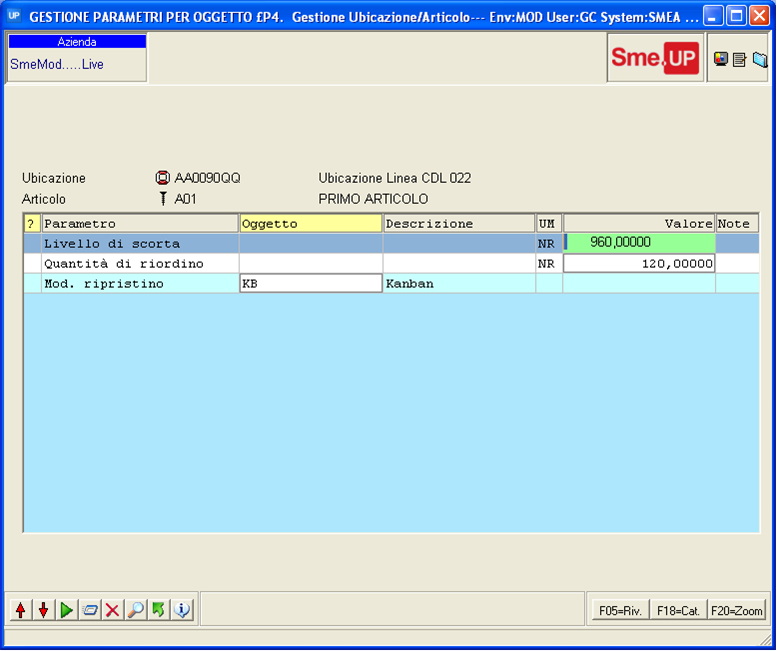 UP GESTIONE PARAMETRI PER OGGETTO £P4. Gestione Ubicazione/Articolo--- Env:MOD User:GC System:SMEA ...
Azienda
SmeMod.....Live
Sme.UP
Ubicazione AA0090QQ Ubicazione Linea CDL 022
Articolo A01 PRIMO ARTICOLO
? Parametro Oggetto Descrizione UM Valore Note
Livello di scorta NR 960,00000
Quantità di riordino NR 120,00000
Mod. ripristino KB Kanban
F05=Riv. F18=Cat. F20=Zoom